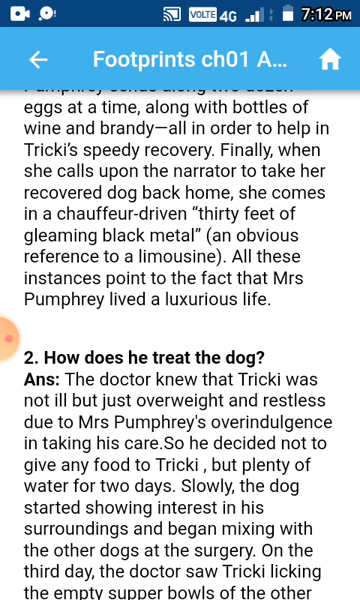 VOLTE 4G 7:12 PM
Footprints ch01 A...
Pumphrey sends along two dozen
eggs at a time, along with bottles of
wine and brandy—all in order to help in
Tricki’s speedy recovery. Finally, when
she calls upon the narrator to take her
recovered dog back home, she comes
in a chauffeur-driven “thirty feet of
gleaming black metal” (an obvious
reference to a limousine). All these
instances point to the fact that Mrs
Pumphrey lived a luxurious life.
2. How does he treat the dog?
Ans: The doctor knew that Tricki was
not ill but just overweight and restless
due to Mrs Pumphrey's overindulgence
in taking his care.So he decided not to
give any food to Tricki , but plenty of
water for two days. Slowly, the dog
started showing interest in his
surroundings and began mixing with
the other dogs at the surgery. On the
third day, the doctor saw Tricki licking
the empty supper bowls of the other